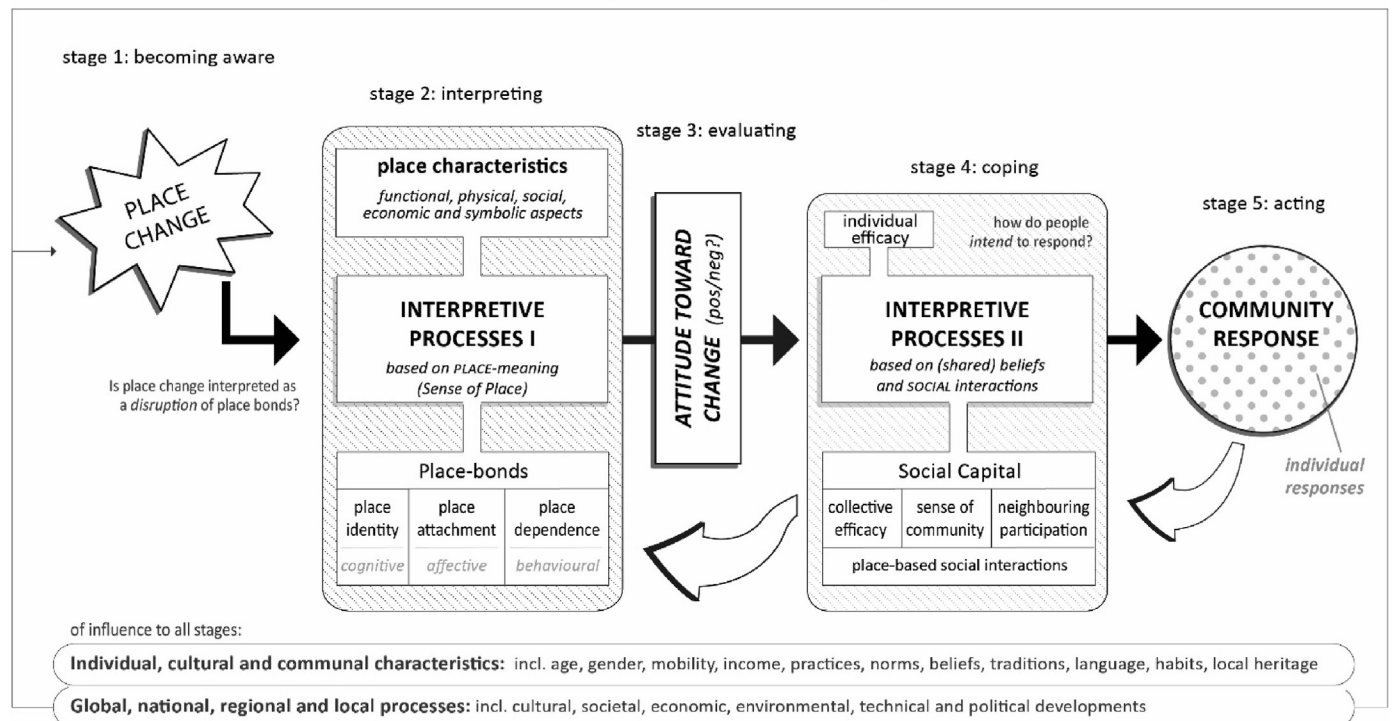 stage 1: becoming aware
stage 2: interpreting
stage 3: evaluating
stage 4: coping
stage 5: acting
PLACE
CHANGE
Is place change interpreted as
a disruption of place bonds?
place characteristics
functional, physical, social,
economic and symbolic aspects
INTERPRETIVE
PROCESSES I
based on PLACE-meaning
(Sense of Place)
Place-bonds
place
identity
cognitive
place
attachment
affective
place
dependence
behavioural
ATTITUDE TOWARD
CHANGE (pos/neg?)
individual
efficacy
how do people
intend to respond?
INTERPRETIVE
PROCESSES II
based on (shared) beliefs
and SOCIAL interactions
Social Capital
collective
efficacy
sense of
community
neighbouring
participation
place-based social interactions
COMMUNITY
RESPONSE
individual
responses
of influence to all stages:
Individual, cultural and communal characteristics: incl. age, gender, mobility, income, practices, norms, beliefs, traditions, language, habits, local heritage
Global, national, regional and local processes: incl. cultural, societal, economic, environmental, technical and political developments